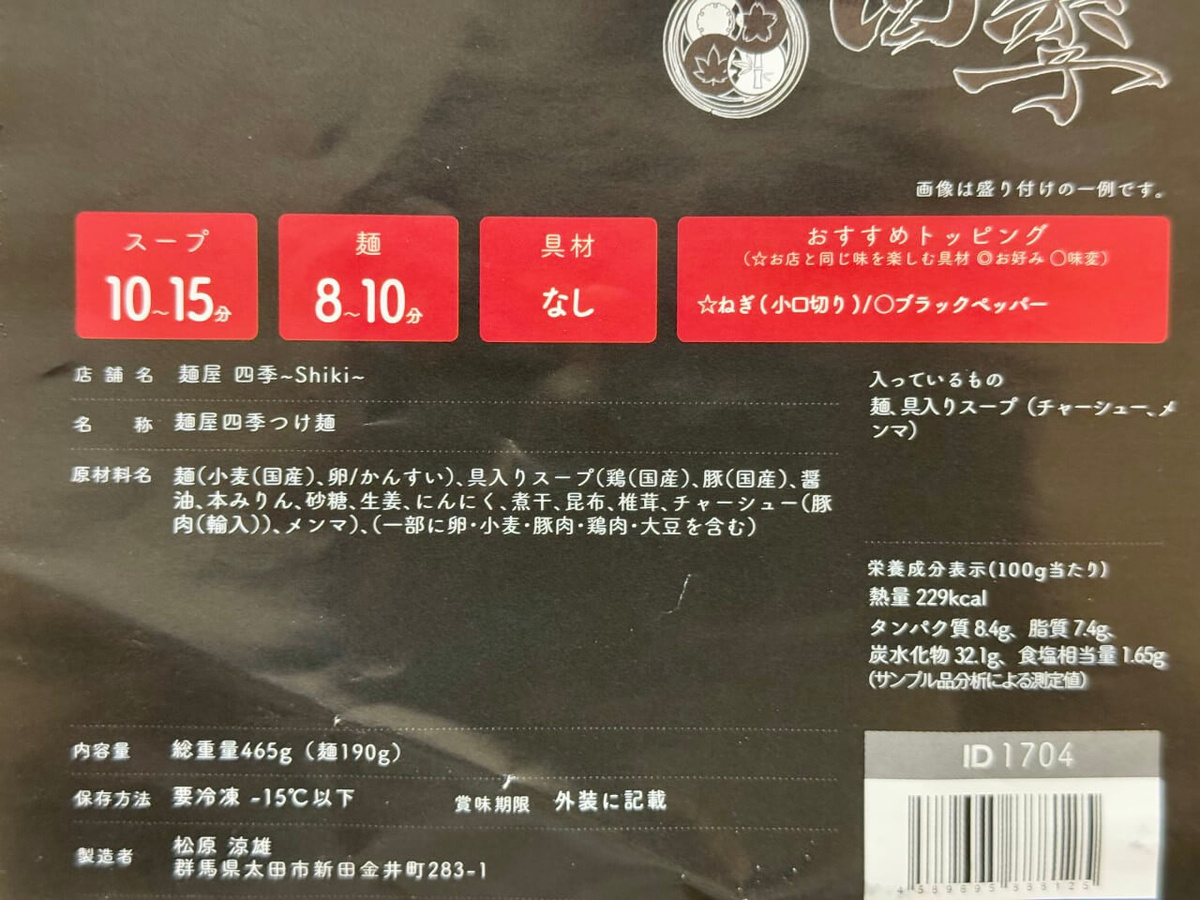 四季
画像は盛り付けの一例です。
スープ
10~15分
麺
8~10分
具材
なし
おすすめトッピング
(☆お店と同じ味を楽しむ具材 ◎お好み 〇味変)
☆ねぎ(小口切り)/〇ブラックペッパー
店舗名 麺屋 四季~Shiki~
名称 麺屋四季つけ麺
原材料名 麺(小麦(国産)、卵/かんすい)、具入りスープ(鶏(国産)、豚(国産)、醤
油、本みりん、砂糖、生姜、にんにく、煮干、昆布、椎茸、チャーシュー(豚
肉(輸入))、メンマ)、(一部に卵・小麦・豚肉・鶏肉・大豆を含む)
入っているもの
麺、具入りスープ(チャーシュー、メ
ンマ)
栄養成分表示(100g当たり)
熱量 229kcal
タンパク質 8.4g、脂質 7.4g、
炭水化物 32.1g、食塩相当量 1.65g
(サンプル品分析による測定値)
内容量 総重量465g(麺190g)
保存方法 要冷凍 -15℃以下 賞味期限 外装に記載
製造者 松原 涼雄
群馬県太田市新田金井町283-1
ID 1704